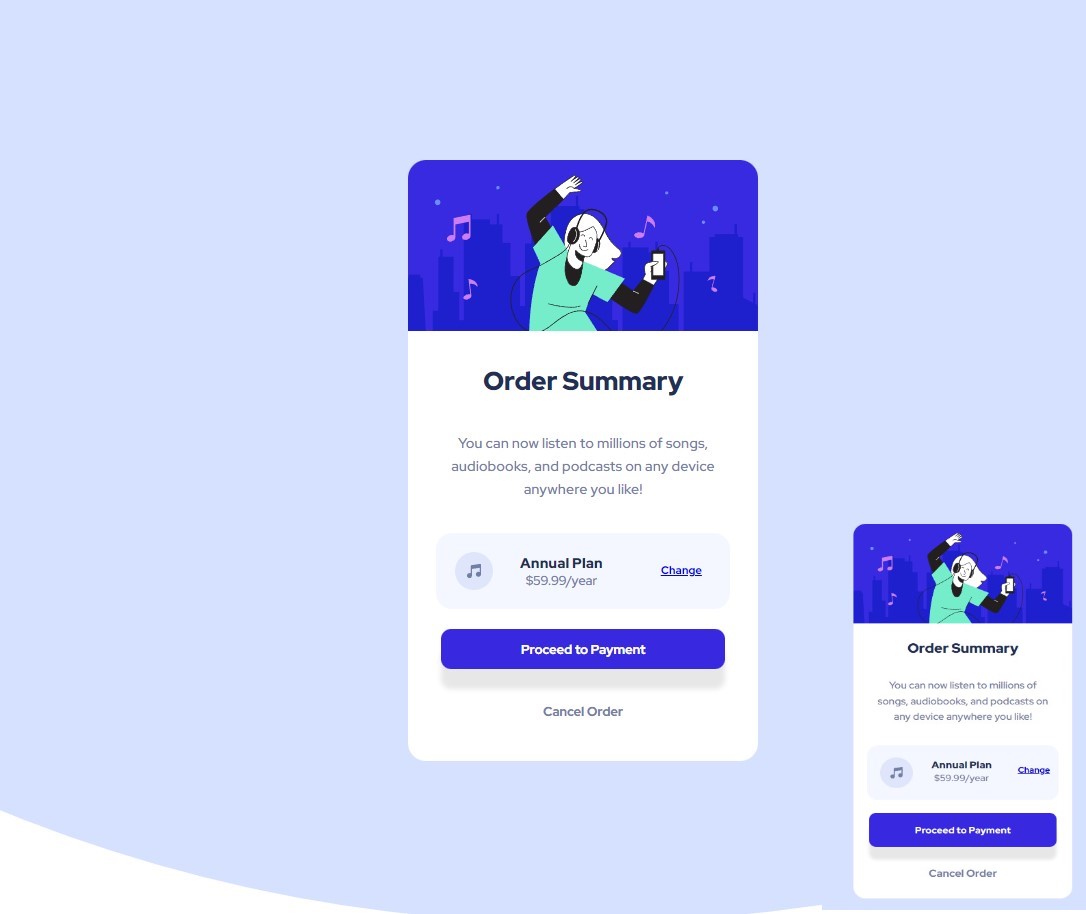 Order Summary
You can now listen to millions of songs,
audiobooks, and podcasts on any device
anywhere you like!
Annual Plan
$59.99/year
Change
Proceed to Payment
Cancel Order
Order Summary
You can now listen to millions of
songs, audiobooks, and podcasts on
any device anywhere you like!
Annual Plan
$59.99/year
Change
Proceed to Payment
Cancel Order